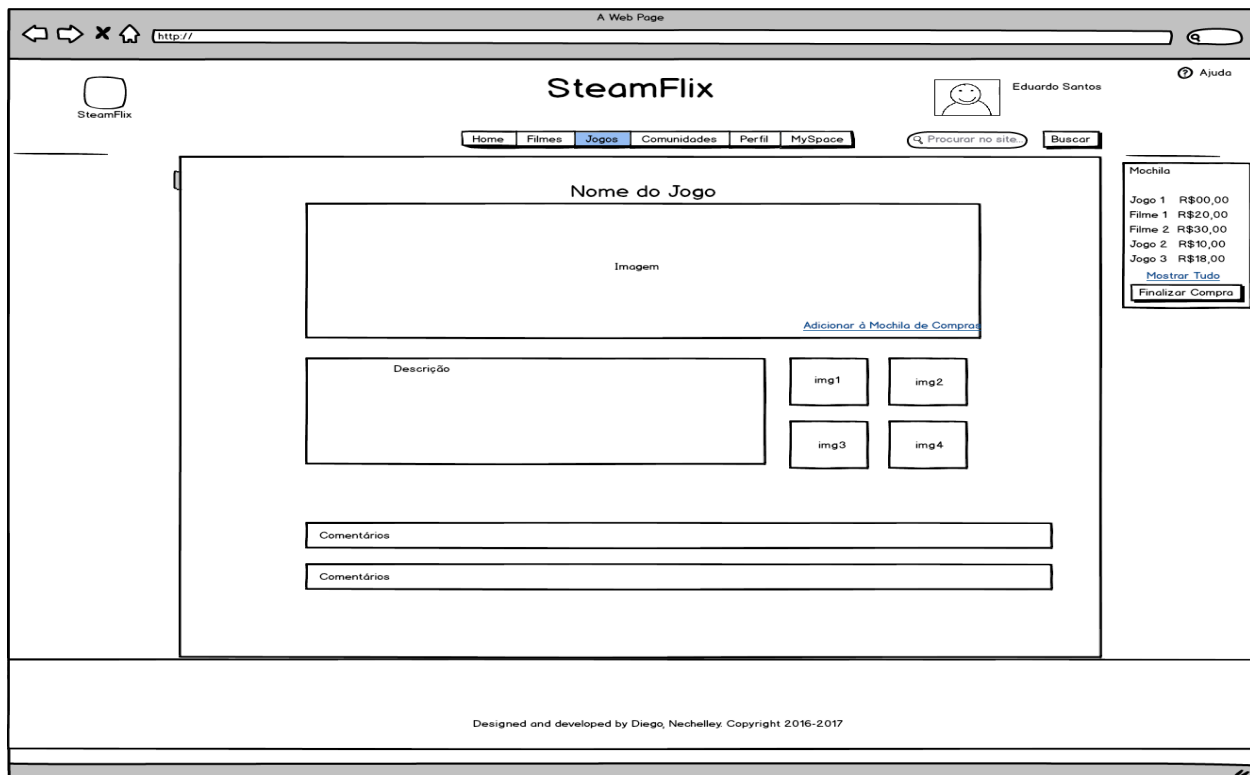 A Web Page
http://
SteamFlix
SteamFlix
Eduardo Santos
Ajuda
Home Filmes Jogos Comunidades Perfil MySpace
Procurar no site...
Buscar
Nome do Jogo
Imagem
Adicionar à Mochila de Compras
Descrição
img1
img2
img3
img4
Comentários
Comentários
Mochila
Jogo 1 R$00,00
Filme 1 R$20,00
Filme 2 R$30,00
Jogo 2 R$10,00
Jogo 3 R$18,00
Mostrar Tudo
Finalizar Compra
Designed and developed by Diego, Nechelley. Copyright 2016-2017